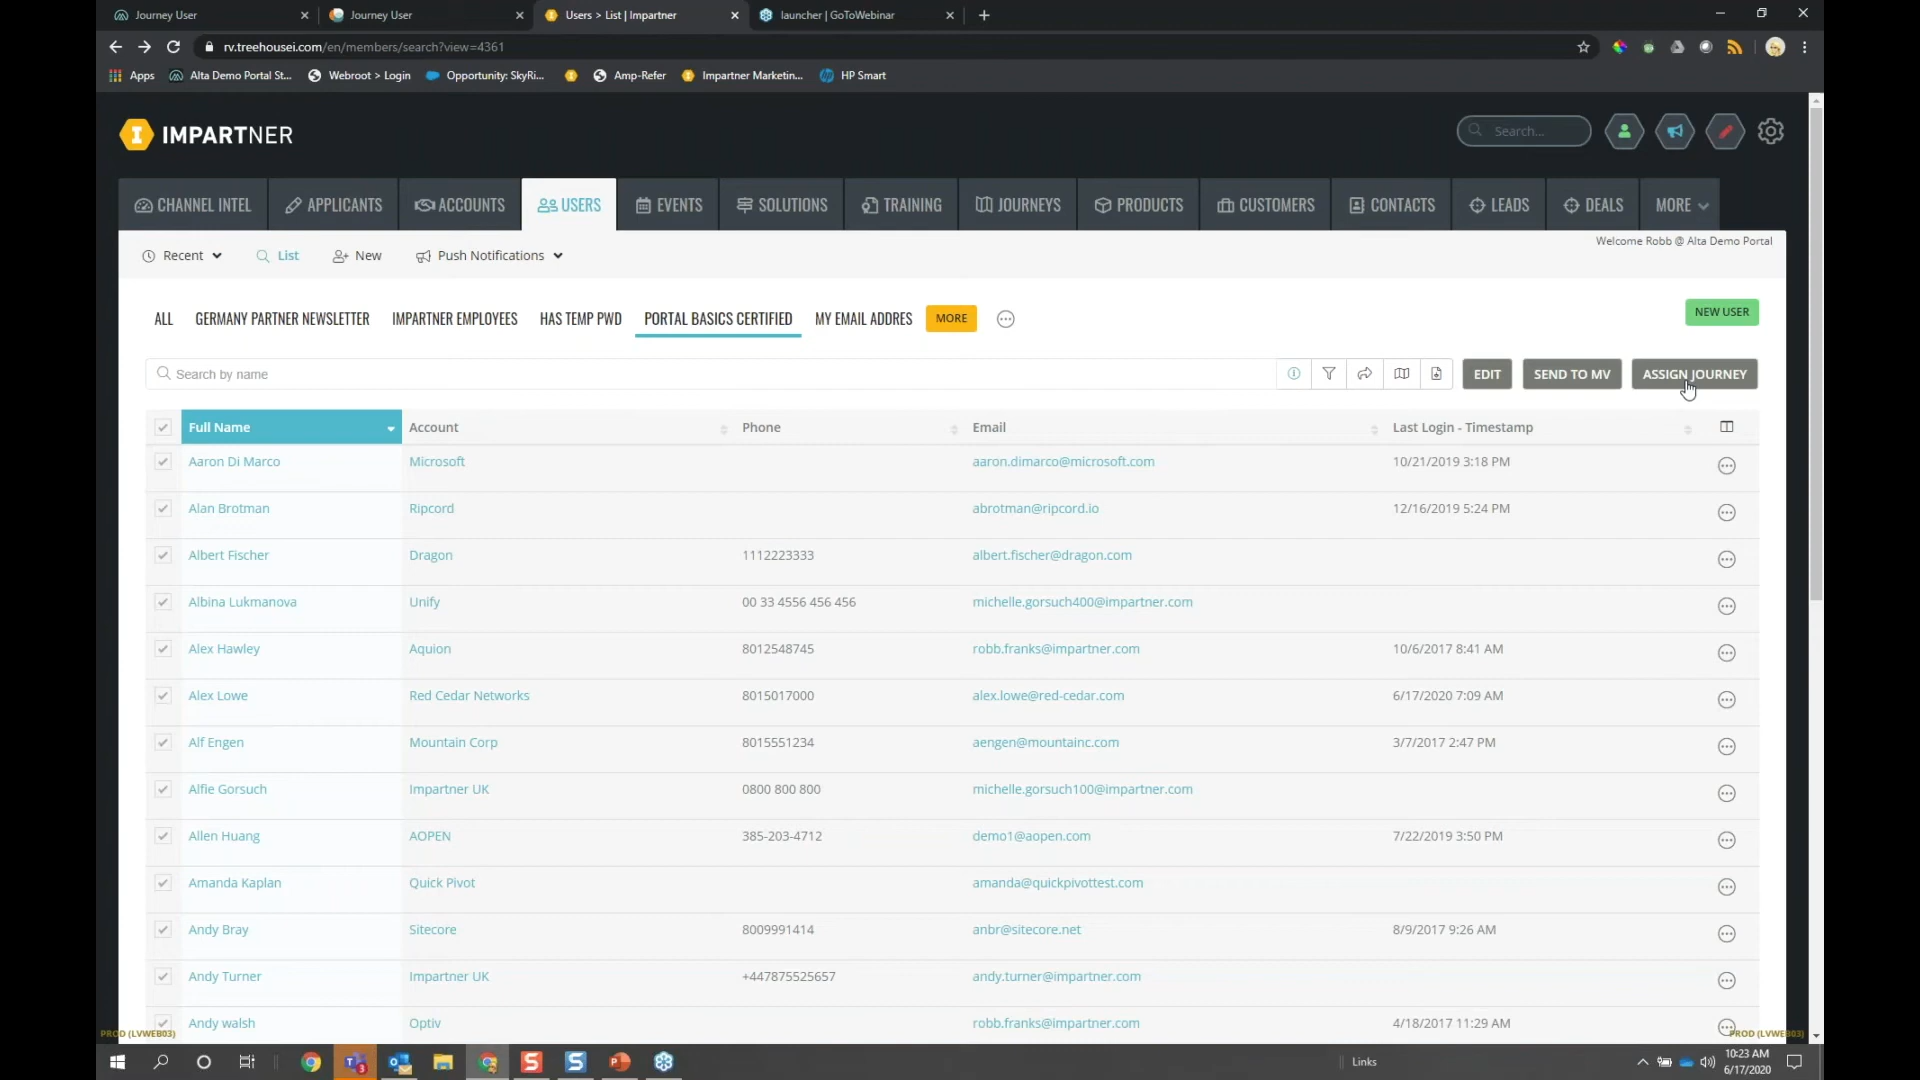 Journey User
Journey User
Users > List | Impartner
launcher | GoToWebinar
rv.treehousei.com/en/members/search?view=4361
Apps
Alta Demo Portal St...
Webroot > Login
Opportunity: SkyRi...
Amp-Refer
Impartner Marketin...
HP Smart
IMPARTNER
Search...
CHANNEL INTEL
APPLICANTS
ACCOUNTS
USERS
EVENTS
SOLUTIONS
TRAINING
JOURNEYS
PRODUCTS
CUSTOMERS
CONTACTS
LEADS
DEALS
MORE
Welcome Robb @ Alta Demo Portal
Recent
List
New
Push Notifications
ALL
GERMANY PARTNER NEWSLETTER
IMPARTNER EMPLOYEES
HAS TEMP PWD
PORTAL BASICS CERTIFIED
MY EMAIL ADDRES
MORE
NEW USER
Search by name
EDIT
SEND TO MV
ASSIGN JOURNEY
Full Name Account Phone Email Last Login - Timestamp
Aaron Di Marco Microsoft aaron.dimarco@microsoft.com 10/21/2019 3:18 PM
Alan Brotman Ripcord abrotman@ripcord.io 12/16/2019 5:24 PM
Albert Fischer Dragon 1112223333 albert.fischer@dragon.com
Albina Lukmanova Unify 00 33 4556 456 456 michelle.gorsuch400@impartner.com
Alex Hawley Aquion 8012548745 robb.franks@impartner.com 10/6/2017 8:41 AM
Alex Lowe Red Cedar Networks 8015017000 alex.lowe@red-cedar.com 6/17/2020 7:09 AM
Alf Engen Mountain Corp 8015551234 aengen@mountainc.com 3/7/2017 2:47 PM
Alfie Gorsuch Impartner UK 0800 800 800 michelle.gorsuch100@impartner.com
Allen Huang AOPEN 385-203-4712 demo1@aopen.com 7/22/2019 3:50 PM
Amanda Kaplan Quick Pivot amanda@quickpivottest.com
Andy Bray Sitecore 8009991414 anbr@sitecore.net 8/9/2017 9:26 AM
Andy Turner Impartner UK +447875525657 andy.turner@impartner.com
Andy walsh Optiv robb.franks@impartner.com 4/18/2017 11:29 AM
PROD (LVWEB03)
PROD (LVWEB03)
Links
10:23 AM
6/17/2020